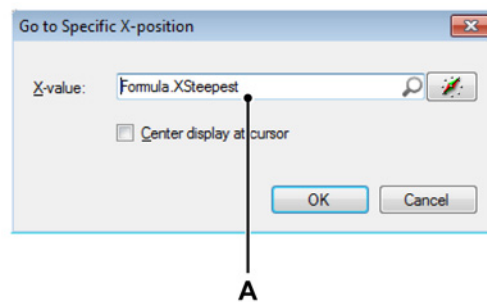 Go to Specific X-position
X-value: Formula.XSteepest
Center display at cursor
OK Cancel
A